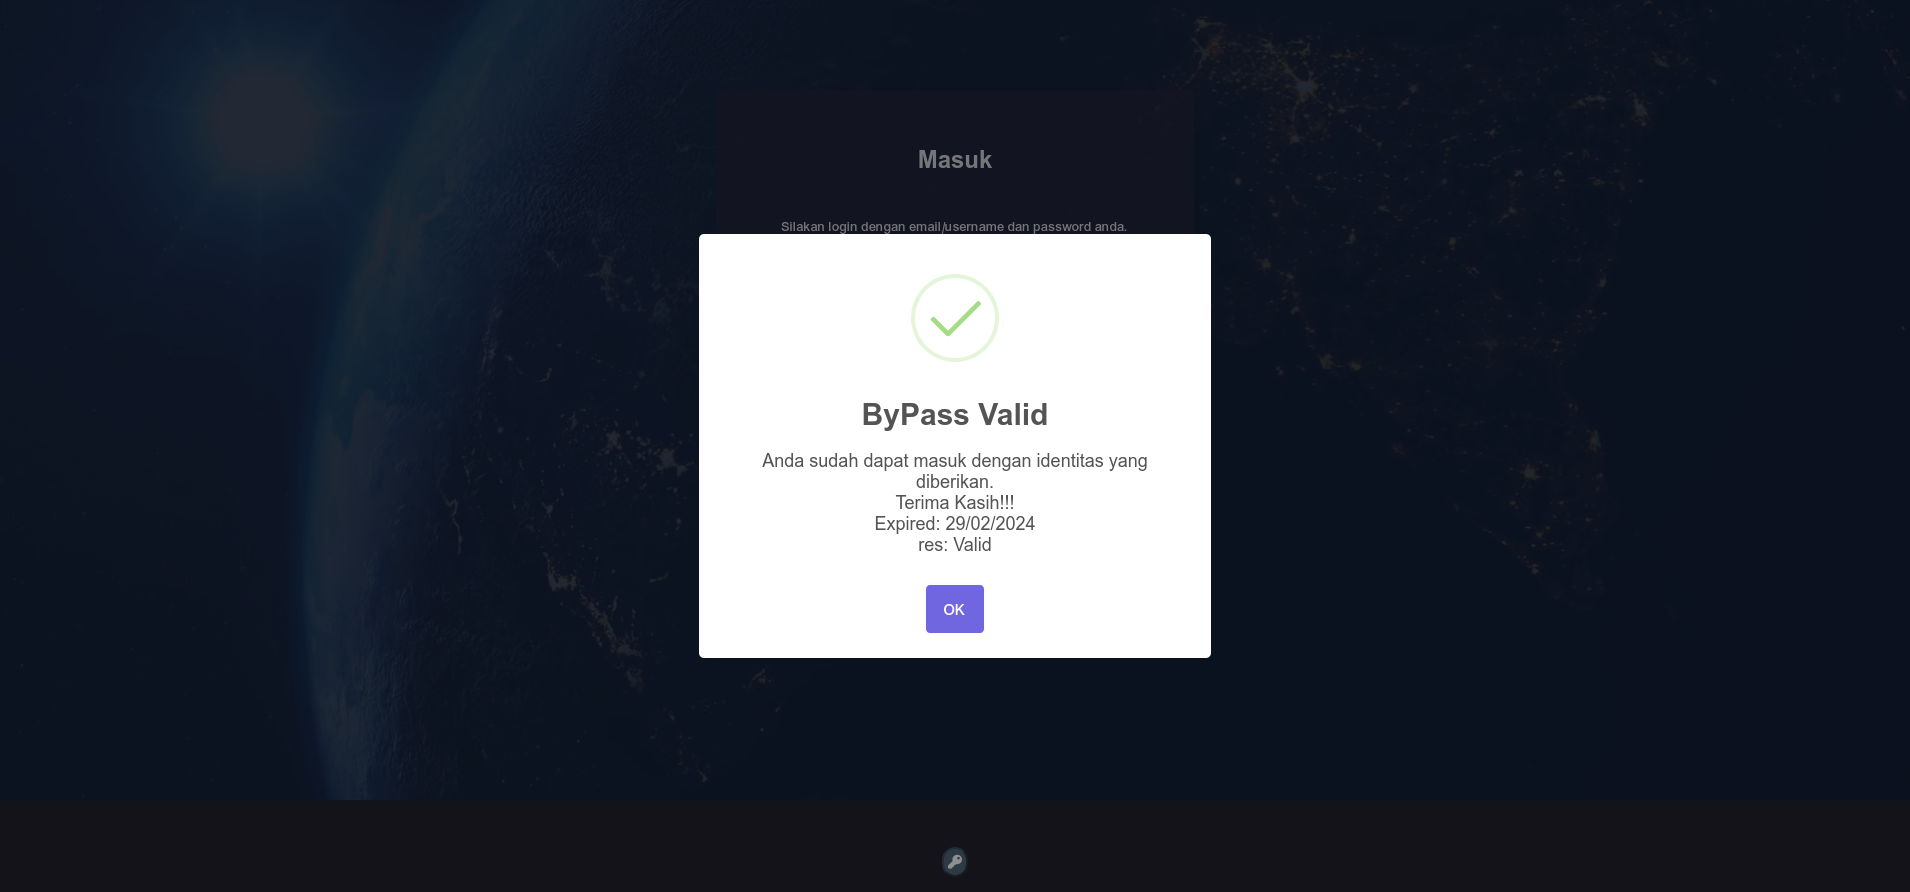 Masuk
Silakan login dengan email/username dan password anda.
ByPass Valid
Anda sudah dapat masuk dengan identitas yang
diberikan.
Terima Kasih!!!
Expired: 29/02/2024
res: Valid
OK